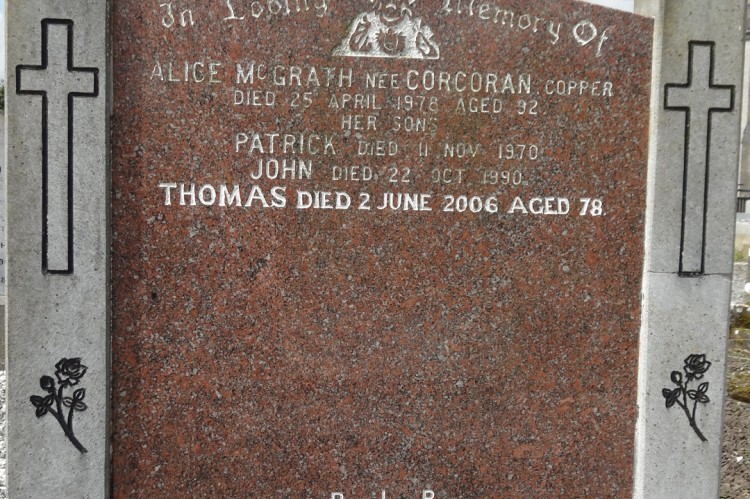 In Loving Memory Of
ALICE McGRATH NEE CORCORAN, COPPER
DIED 25 APRIL 1978 AGED 92
HER SONS
PATRICK DIED 11 NOV 1970
JOHN DIED 22 OCT 1990
THOMAS DIED 2 JUNE 2006 AGED 78.